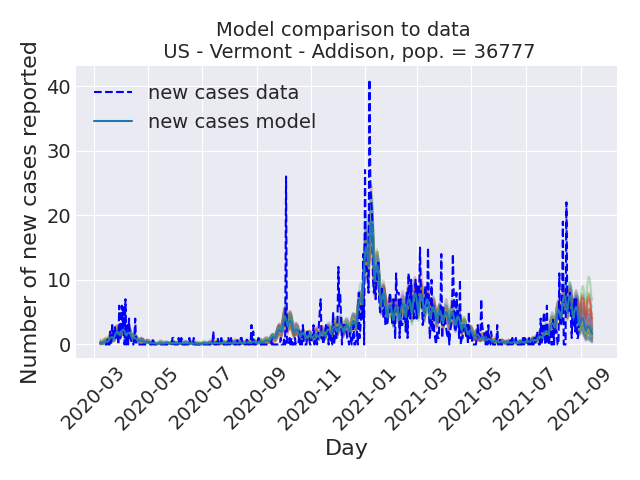 Model comparison to data
US - Vermont - Addison, pop. = 36777
Number of new cases reported
40
30
20
10
0
new cases data
new cases model
2020-03
2020-05
2020-07
2020-09
2020-11
2021-01
2021-03
2021-05
2021-07
2021-09
Day